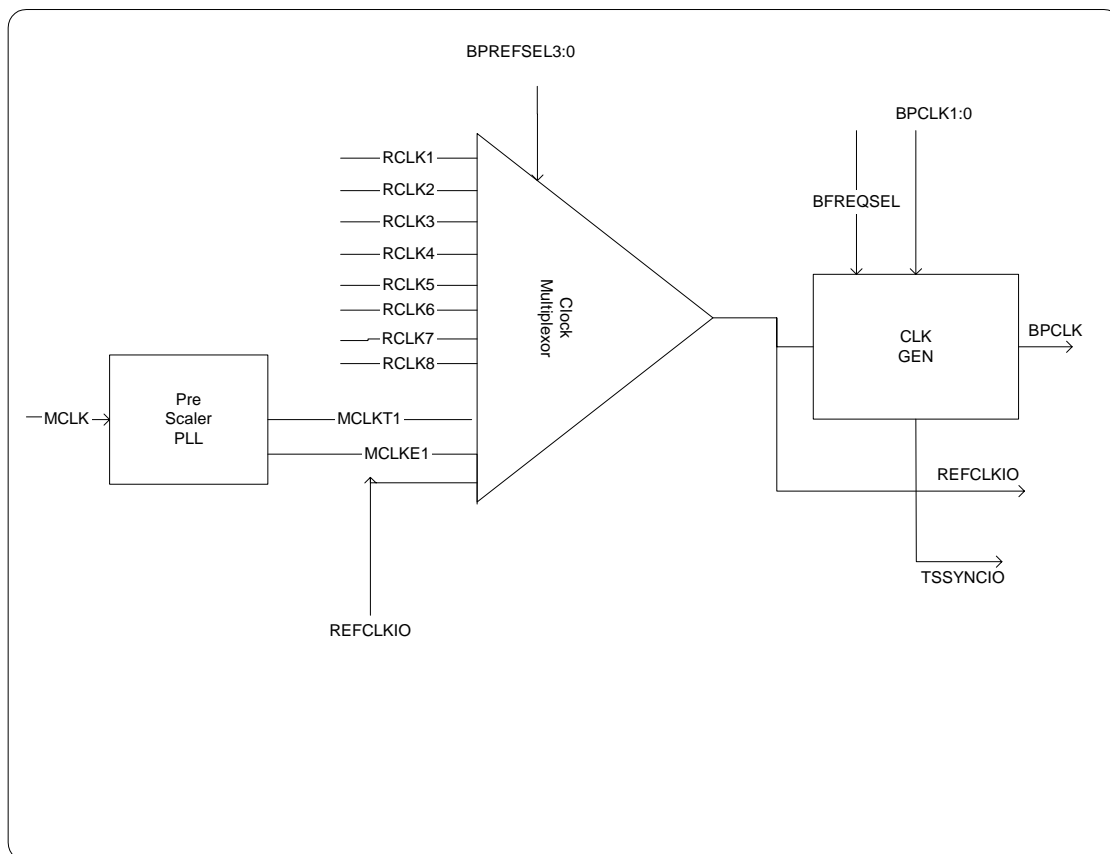 BPREFSEL3:0
BPCLK1:0
RCLK1
RCLK2
BFREQSEL
RCLK3
RCLK4
RCLK5
RCLK6
RCLK7
RCLK8
Clock
Multiplexor
CLK
GEN
BPCLK
Pre
Scaler
PLL
MCLK
MCLKT1
MCLKE1
REFCLKIO
TSSYNCIO
REFCLKIO